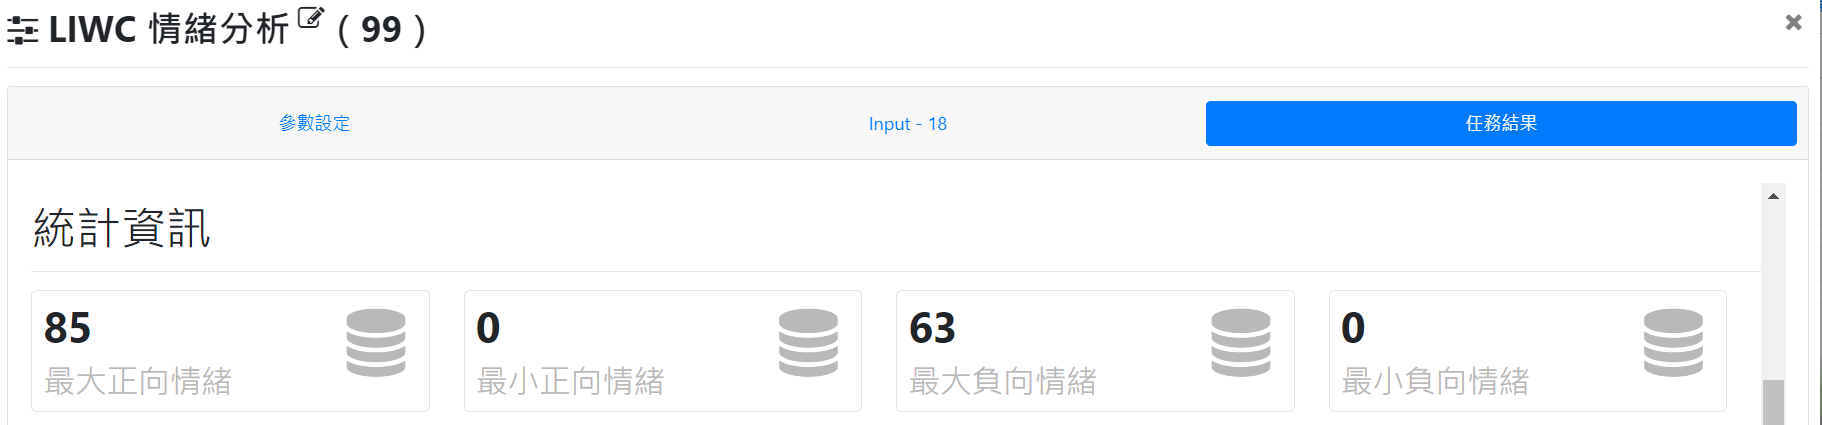 LIWC 情緒分析 ( 99 )
參數設定
Input - 18
任務結果
統計資訊
85
最大正向情緒
0
最小正向情緒
63
最大負向情緒
0
最小負向情緒